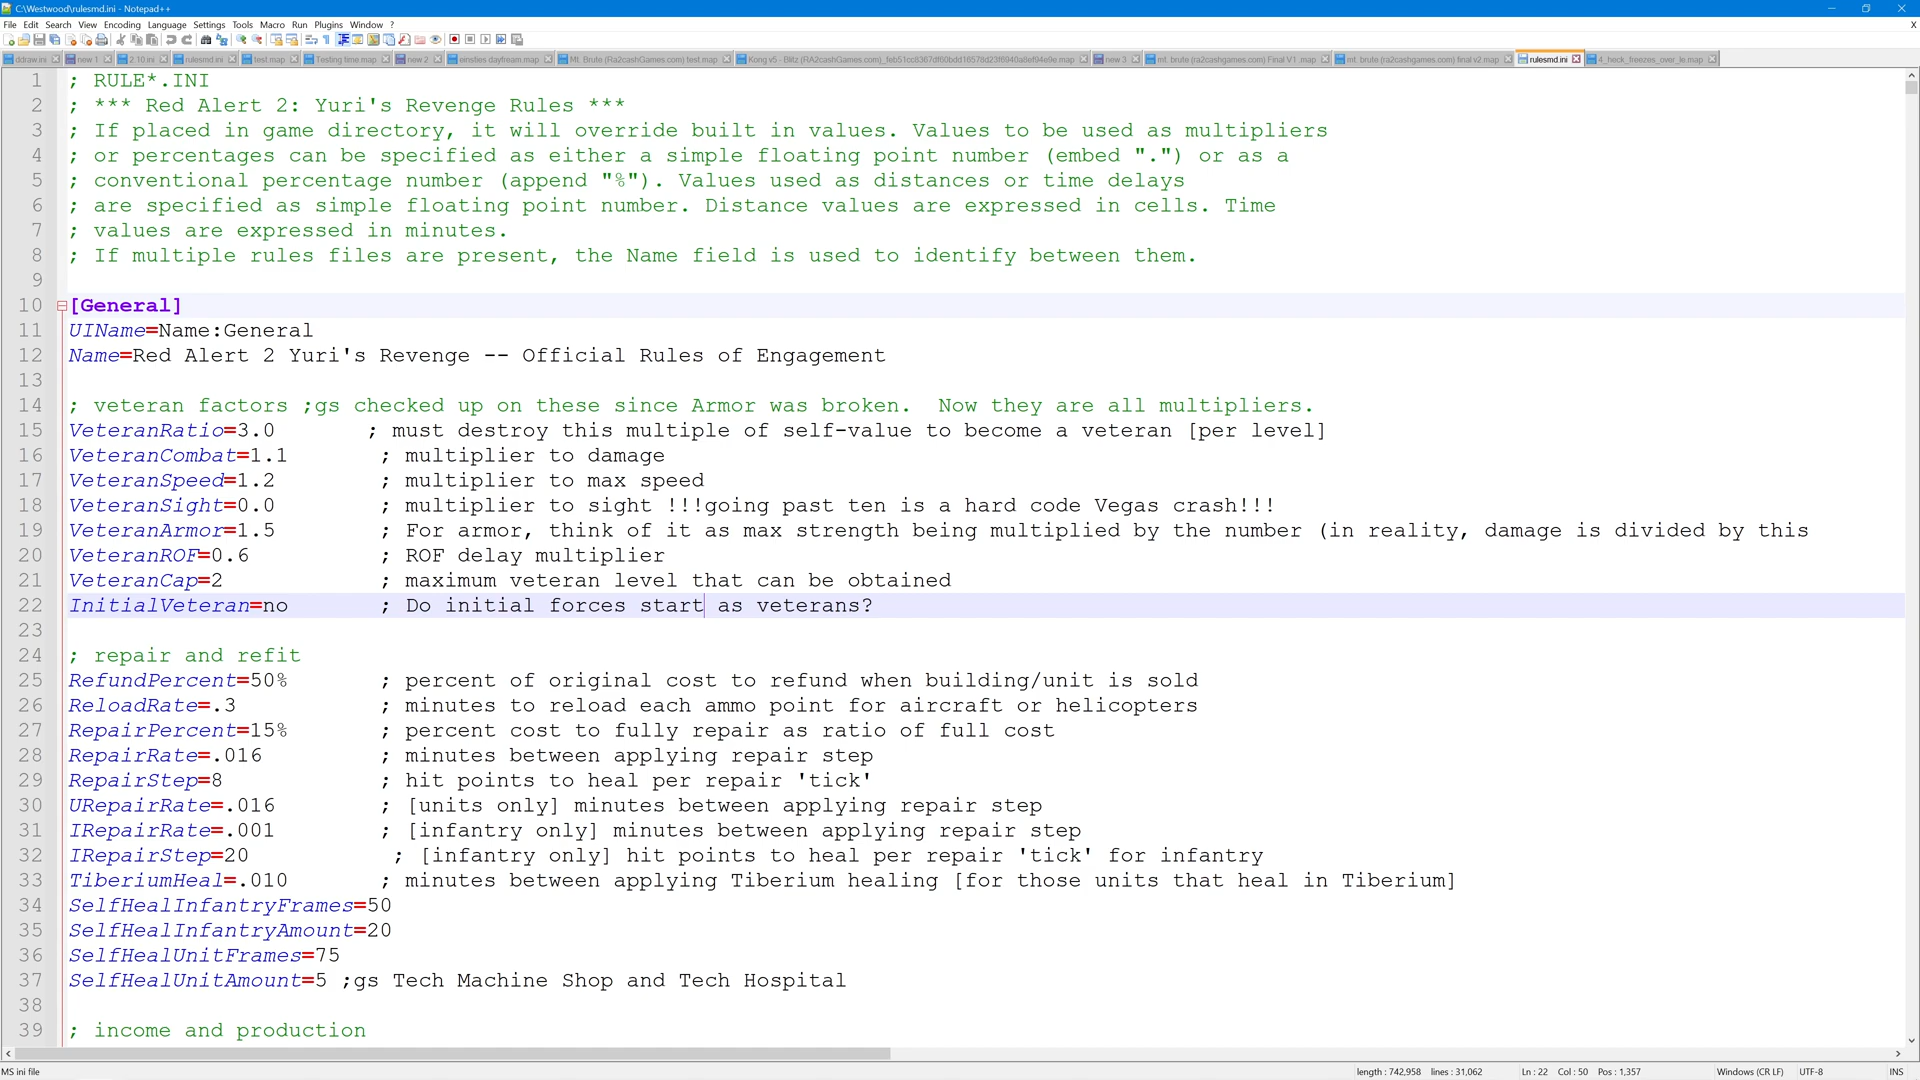 C:\Westwood\rulesmd.ini - Notepad++
File Edit Search View Encoding Language Settings Tools Macro Run Plugins Window ?
X
ddraw.ini new 1 2.10.ini rulesmd.ini test.map Testing time.map new 2 einsties dayfream.map Mt. Brute (Ra2cashGames.com) test map new 3 mt. brute (ra2cashgames.com) Final V1 .map mt. brute (ra2cashgames.com) final v2.map rulesmd.ini 4_heck_freezes_over_le.map
1 ; RULE*.INI
2 ; *** Red Alert 2: Yuri's Revenge Rules ***
3 ; If placed in game directory, it will override built in values. Values to be used as multipliers
4 ; or percentages can be specified as either a simple floating point number (embed ".") or as a
5 ; conventional percentage number (append "%"). Values used as distances or time delays
6 ; are specified as simple floating point number. Distance values are expressed in cells. Time
7 ; values are expressed in minutes.
8 ; If multiple rules files are present, the Name field is used to identify between them.
9
10 [General]
11 UIName=Name:General
12 Name=Red Alert 2 Yuri's Revenge -- Official Rules of Engagement
13
14 ; veteran factors ;gs checked up on these since Armor was broken.  Now they are all multipliers.
15 VeteranRatio=3.0 ; must destroy this multiple of self-value to become a veteran [per level]
16 VeteranCombat=1.1 ; multiplier to damage
17 VeteranSpeed=1.2 ; multiplier to max speed
18 VeteranSight=0.0 ; multiplier to sight !!!going past ten is a hard code Vegas crash!!!
19 VeteranArmor=1.5 ; For armor, think of it as max strength being multiplied by the number (in reality, damage is divided by this
20 VeteranROF=0.6 ; ROF delay multiplier
21 VeteranCap=2 ; maximum veteran level that can be obtained
22 InitialVeteran=no ; Do initial forces start as veterans?
23
24 ; repair and refit
25 RefundPercent=50% ; percent of original cost to refund when building/unit is sold
26 ReloadRate=.3 ; minutes to reload each ammo point for aircraft or helicopters
27 RepairPercent=15% ; percent cost to fully repair as ratio of full cost
28 RepairRate=.016 ; minutes between applying repair step
29 RepairStep=8 ; hit points to heal per repair 'tick'
30 URepairRate=.016 ; [units only] minutes between applying repair step
31 IRepairRate=.001 ; [infantry only] minutes between applying repair step
32 IRepairStep=20 ; [infantry only] hit points to heal per repair 'tick' for infantry
33 TiberiumHeal=.010 ; minutes between applying Tiberium healing [for those units that heal in Tiberium]
34 SelfHealInfantryFrames=50
35 SelfHealInfantryAmount=20
36 SelfHealUnitFrames=75
37 SelfHealUnitAmount=5 ;gs Tech Machine Shop and Tech Hospital
38
39 ; income and production
MS ini file length : 742,958 lines : 31,062 Ln : 22 Col : 50 Pos : 1,357 Windows (CR LF) UTF-8 INS